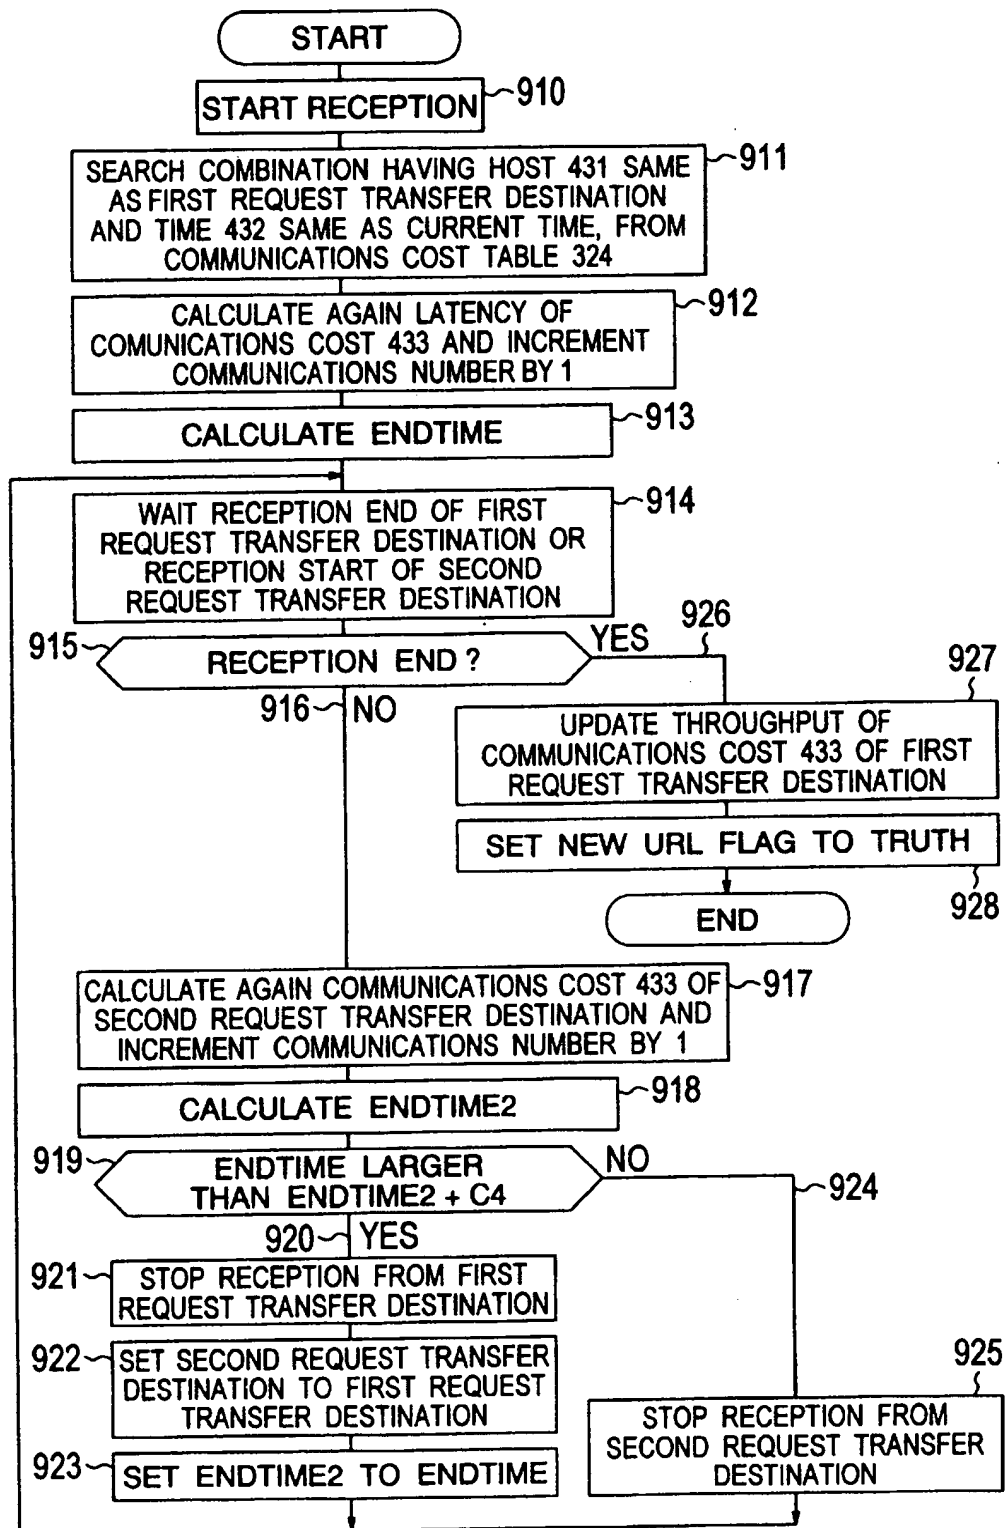 START
START RECEPTION
910
SEARCH COMBINATION HAVING HOST 431 SAME
AS FIRST REQUEST TRANSFER DESTINATION
AND TIME 432 SAME AS CURRENT TIME, FROM
COMMUNICATIONS COST TABLE 324
911
CALCULATE AGAIN LATENCY OF
COMUNICATIONS COST 433 AND INCREMENT
COMMUNICATIONS NUMBER BY 1
912
CALCULATE ENDTIME
913
WAIT RECEPTION END OF FIRST
REQUEST TRANSFER DESTINATION OR
RECEPTION START OF SECOND
REQUEST TRANSFER DESTINATION
914
915
RECEPTION END ?
YES
926
916
NO
927
UPDATE THROUGHPUT OF
COMMUNICATIONS COST 433 OF FIRST
REQUEST TRANSFER DESTINATION
SET NEW URL FLAG TO TRUTH
928
END
CALCULATE AGAIN COMMUNICATIONS COST 433 OF
SECOND REQUEST TRANSFER DESTINATION AND
INCREMENT COMMUNICATIONS NUMBER BY 1
917
CALCULATE ENDTIME2
918
919
ENDTIME LARGER
THAN ENDTIME2 + C4
NO
924
920
YES
921
STOP RECEPTION FROM FIRST
REQUEST TRANSFER DESTINATION
922
SET SECOND REQUEST TRANSFER
DESTINATION TO FIRST REQUEST
TRANSFER DESTINATION
925
STOP RECEPTION FROM
SECOND REQUEST TRANSFER
DESTINATION
923
SET ENDTIME2 TO ENDTIME